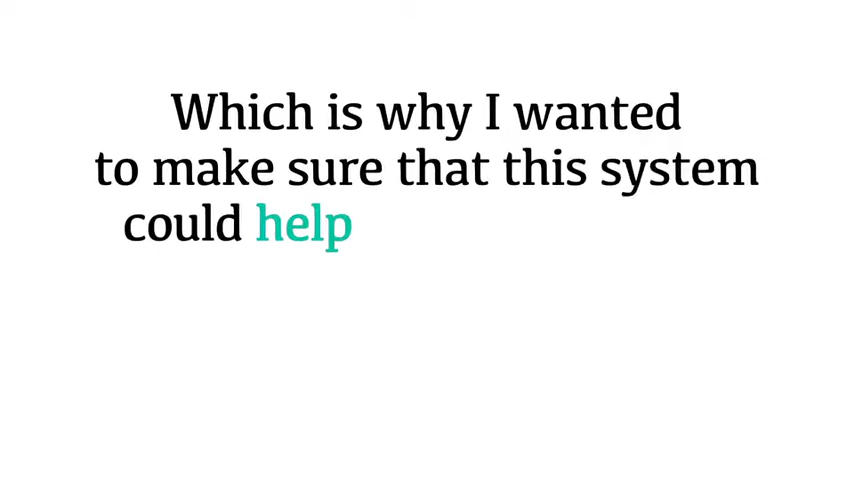 Which is why I wanted
to make sure that this system
could help